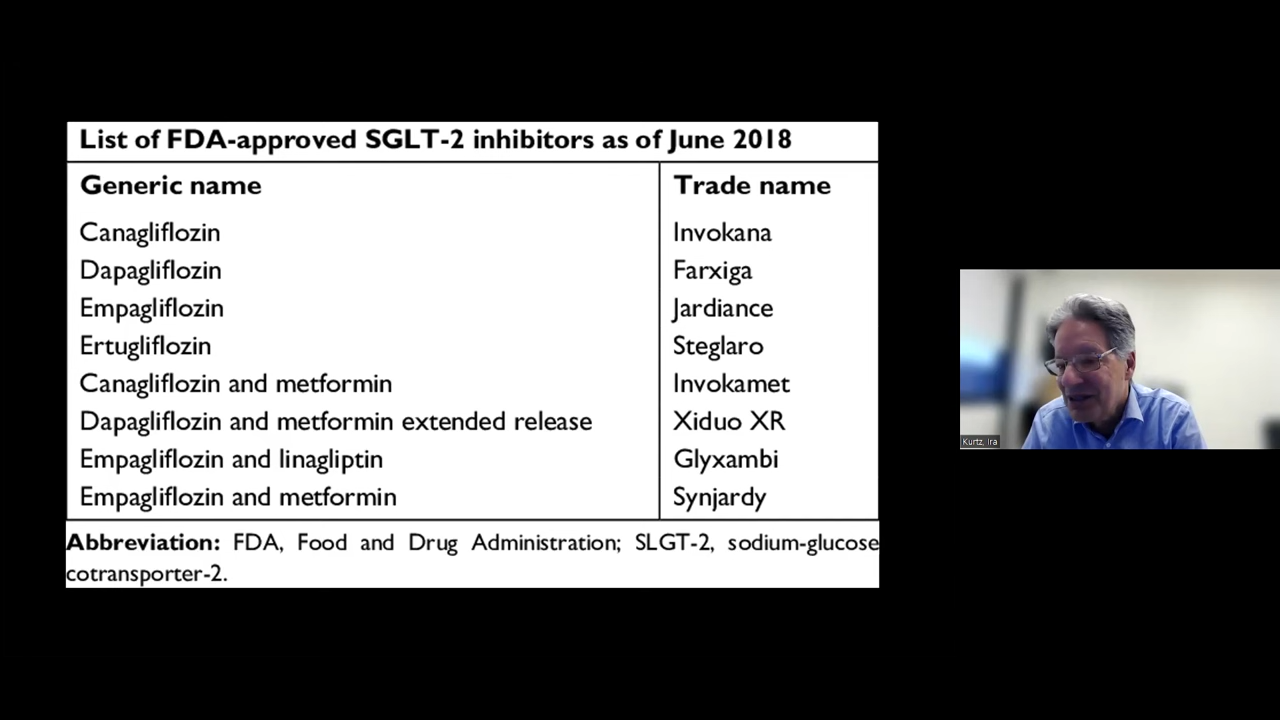 List of FDA-approved SGLT-2 inhibitors as of June 2018
Generic name Trade name
Canagliflozin Invokana
Dapagliflozin Farxiga
Empagliflozin Jardiance
Ertugliflozin Steglaro
Canagliflozin and metformin Invokamet
Dapagliflozin and metformin extended release Xiduo XR
Empagliflozin and linagliptin Glyxambi
Empagliflozin and metformin Synjardy
Abbreviation: FDA, Food and Drug Administration; SLGT-2, sodium-glucose
cotransporter-2.
Kurtz, Ira